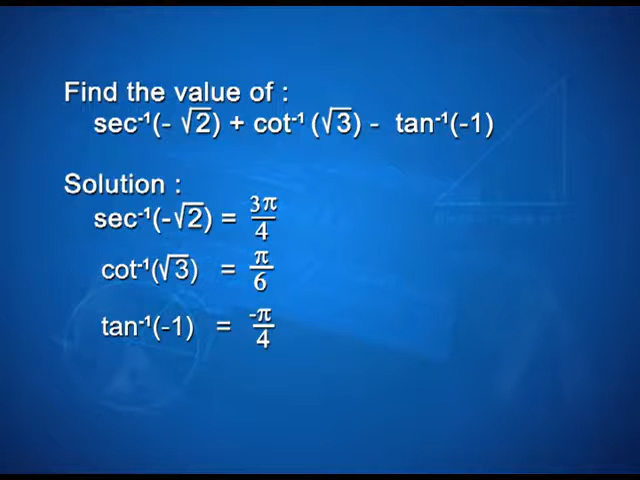 Find the value of :
sec⁻¹(- √2) + cot⁻¹ (√3) - tan⁻¹(-1)
Solution :
sec⁻¹(-√2) = 3π/4
cot⁻¹(√3) = π/6
tan⁻¹(-1) = -π/4